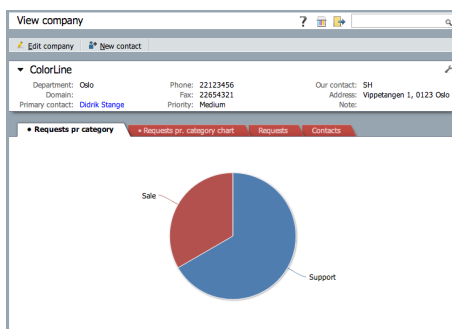 View company
?
Edit company New contact
ColorLine
Department: Oslo Phone: 22123456 Our contact: SH
Domain: Fax: 22654321 Address: Vippetangen 1, 0123 Oslo
Primary contact: Didrik Stange Priority: Medium Note:
• Requests pr category • Requests pr. category chart Requests Contacts
Sale
Support